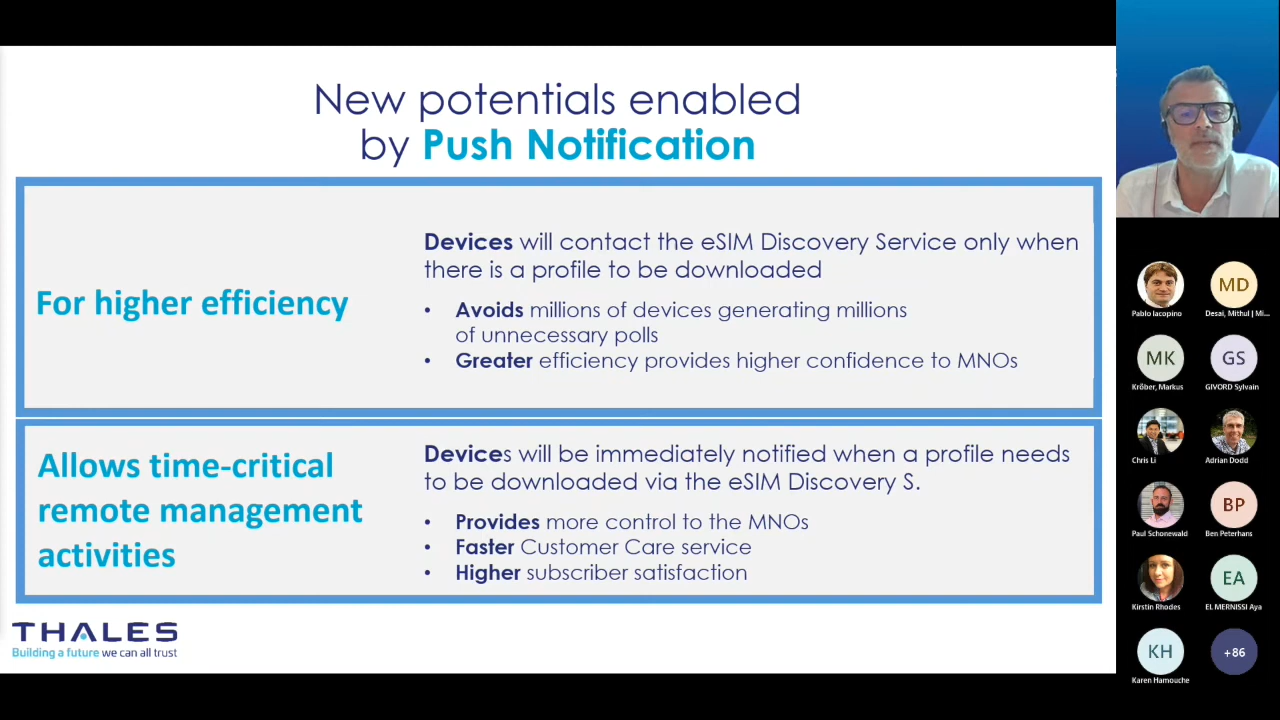 New potentials enabled
by Push Notification
For higher efficiency
Devices will contact the eSIM Discovery Service only when
there is a profile to be downloaded
• Avoids millions of devices generating millions
of unnecessary polls
• Greater efficiency provides higher confidence to MNOs
Allows time-critical
remote management
activities
Devices will be immediately notified when a profile needs
to be downloaded via the eSIM Discovery S.
• Provides more control to the MNOs
• Faster Customer Care service
• Higher subscriber satisfaction
THALES
Building a future we can all trust
Pablo Iacopino
MD
Desai, Mithul | Mi...
MK
Kröber, Markus
GS
GIVORD Sylvain
Chris Li
Adrian Dodd
Paul Schonewald
BP
Ben Peterhans
Kirstin Rhodes
EA
EL MERNISSI Aya
KH
Karen Hamouche
+86